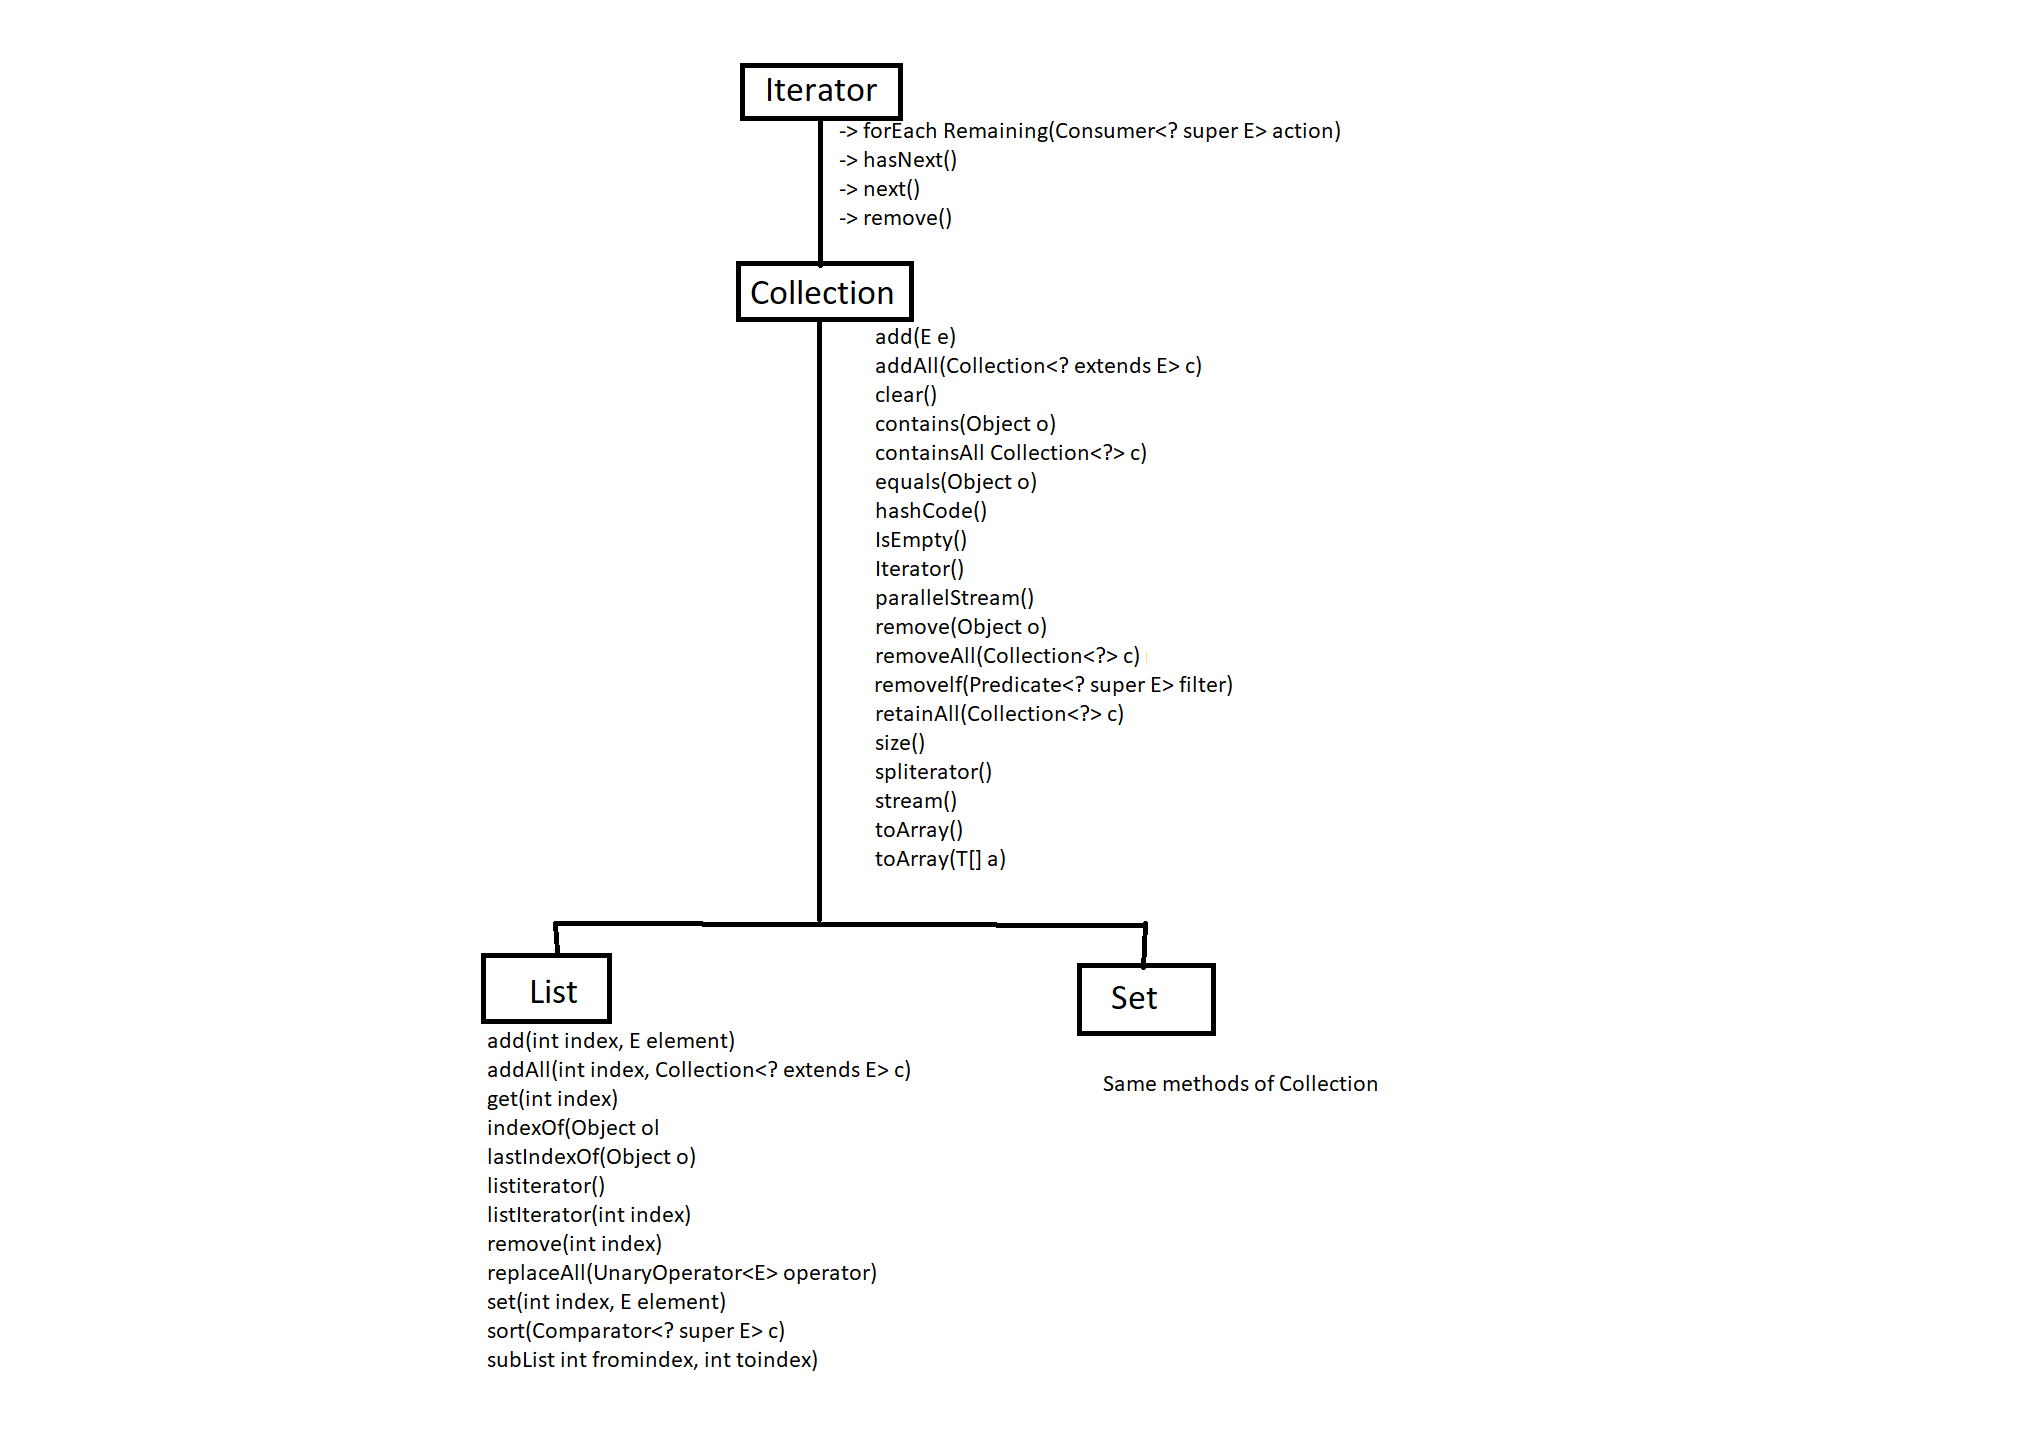 Iterator
-> forEach Remaining(Consumer<? super E> action)
-> hasNext()
-> next()
-> remove()
Collection
add(E e)
addAll(Collection<? extends E> c)
clear()
contains(Object o)
containsAll Collection<?> c)
equals(Object o)
hashCode()
IsEmpty()
Iterator()
parallelStream()
remove(Object o)
removeAll(Collection<?> c)
removeIf(Predicate<? super E> filter)
retainAll(Collection<?> c)
size()
spliterator()
stream()
toArray()
toArray(T[] a)
List
add(int index, E element)
addAll(int index, Collection<? extends E> c)
get(int index)
indexOf(Object ol
lastIndexOf(Object o)
listiterator()
listIterator(int index)
remove(int index)
replaceAll(UnaryOperator<E> operator)
set(int index, E element)
sort(Comparator<? super E> c)
subList int fromindex, int toindex)
Set
Same methods of Collection